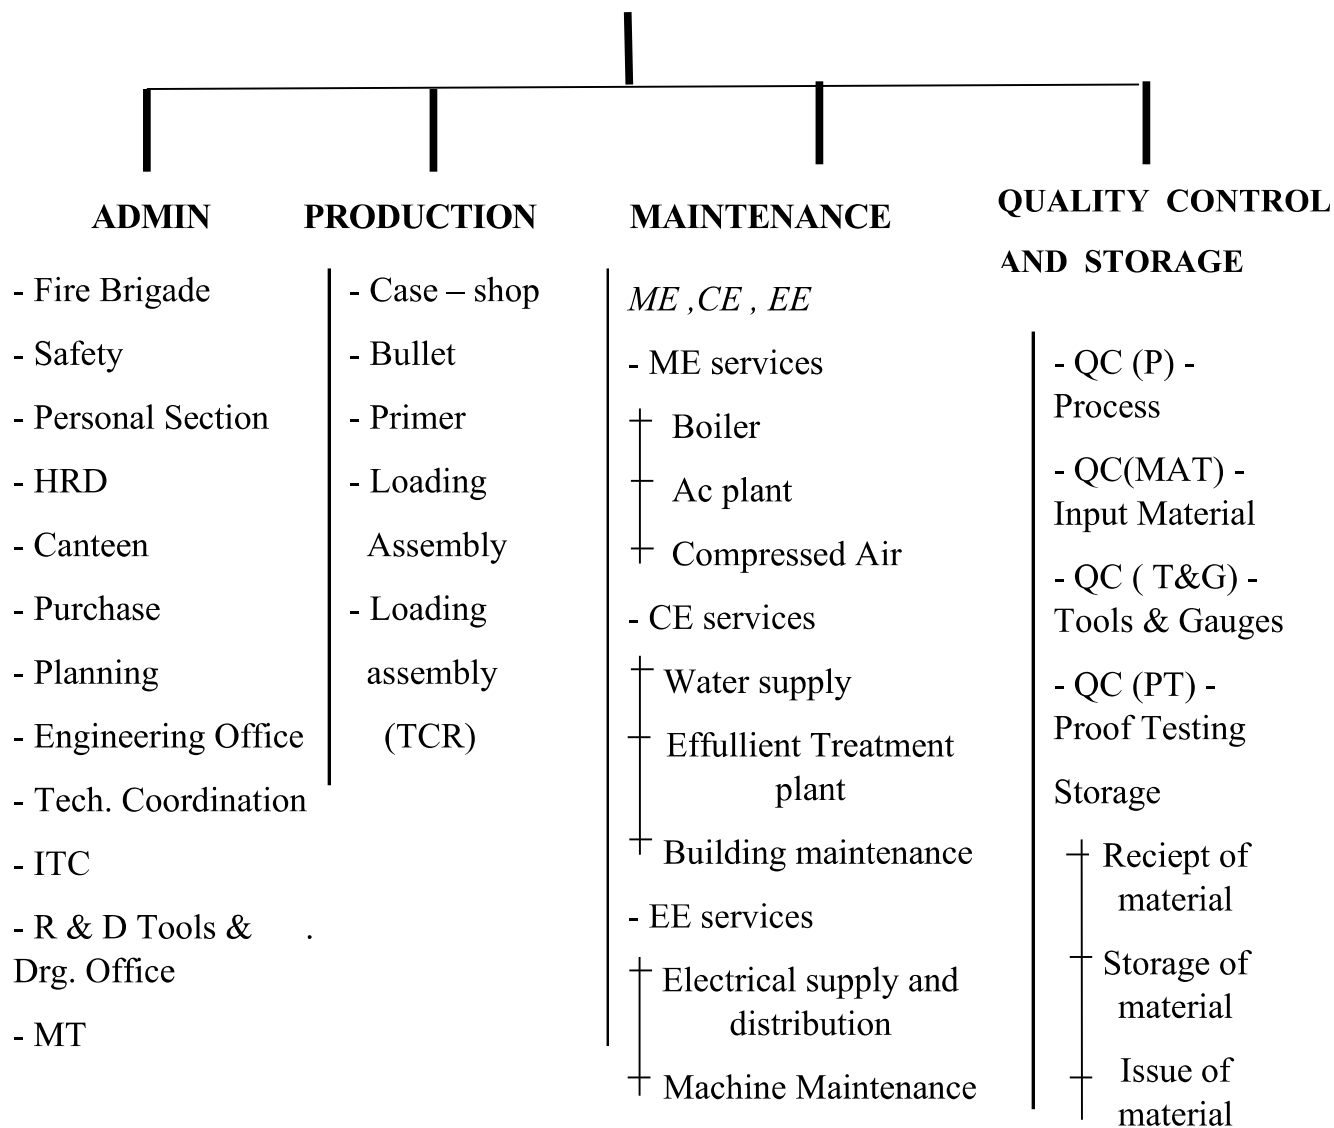 ADMIN
- Fire Brigade
- Safety
- Personal Section
- HRD
- Canteen
- Purchase
- Planning
- Engineering Office
- Tech. Coordination
- ITC
- R & D Tools & .
Drg. Office
- MT
PRODUCTION
- Case – shop
- Bullet
- Primer
- Loading
Assembly
- Loading
assembly
(TCR)
MAINTENANCE
ME ,CE , EE
- ME services
Boiler
Ac plant
Compressed Air
- CE services
Water supply
Effullient Treatment
plant
Building maintenance
- EE services
Electrical supply and
distribution
Machine Maintenance
QUALITY CONTROL
AND STORAGE
- QC (P) -
Process
- QC(MAT) -
Input Material
- QC ( T&G) -
Tools & Gauges
- QC (PT) -
Proof Testing
Storage
Reciept of
material
Storage of
material
Issue of
material